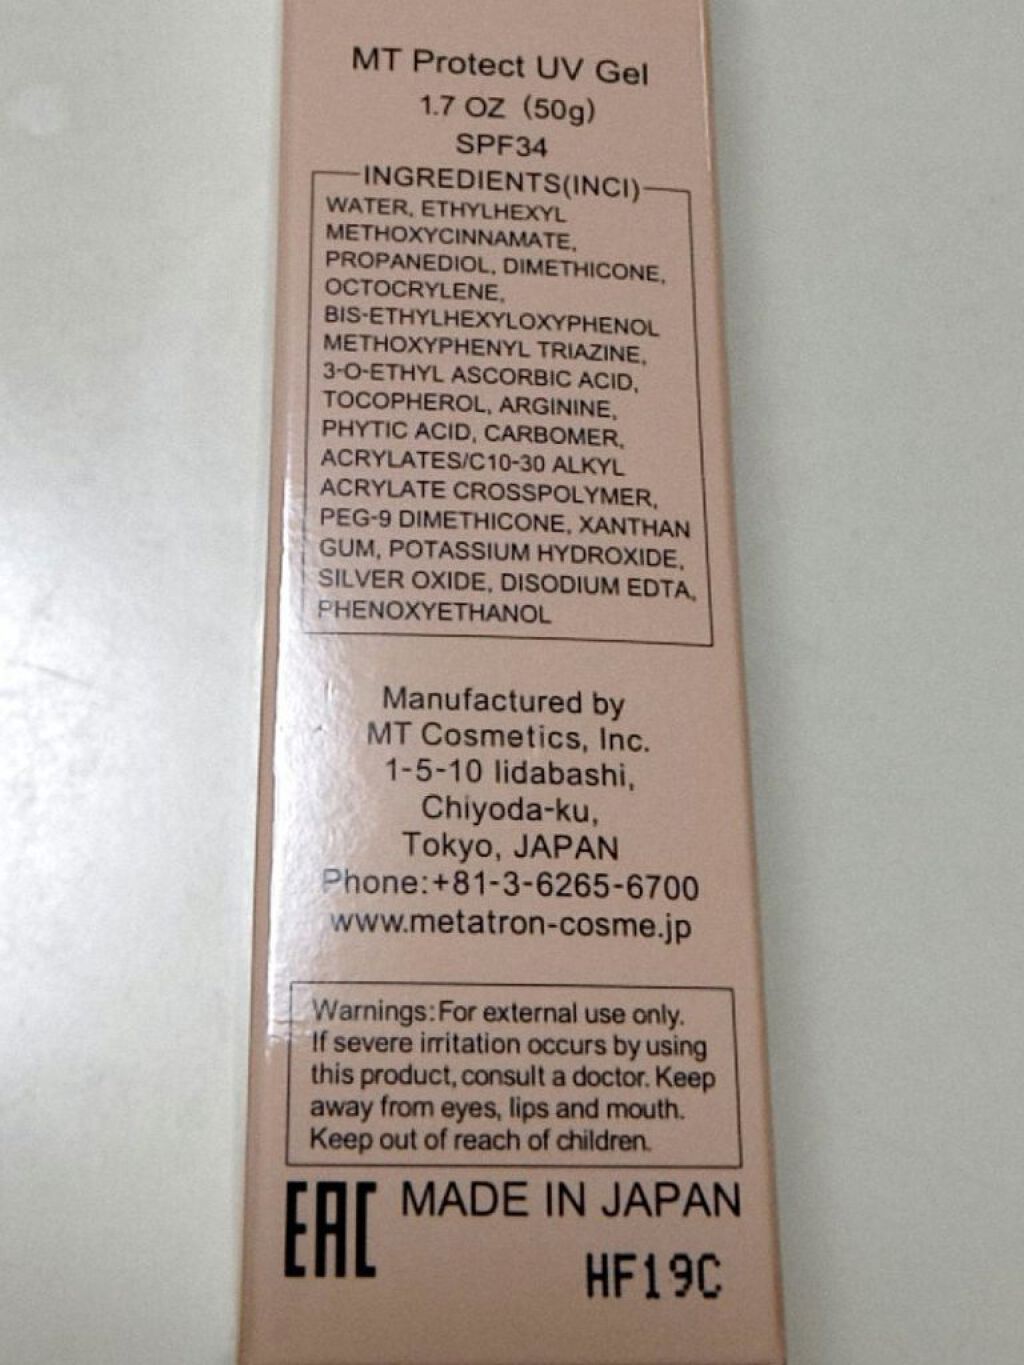 MT Protect UV Gel
1.7 OZ (50g)
SPF34
INGREDIENTS(INCI)
WATER, ETHYLHEXYL
METHOXYCINNAMATE,
PROPANEDIOL, DIMETHICONE,
OCTOCRYLENE,
BIS-ETHYLHEXYLOXYPHENOL
METHOXYPHENYL TRIAZINE,
3-O-ETHYL ASCORBIC ACID,
TOCOPHEROL, ARGININE,
PHYTIC ACID, CARBOMER,
ACRYLATES/C10-30 ALKYL
ACRYLATE CROSSPOLYMER,
PEG-9 DIMETHICONE, XANTHAN
GUM, POTASSIUM HYDROXIDE,
SILVER OXIDE, DISODIUM EDTA,
PHENOXYETHANOL
Manufactured by
MT Cosmetics, Inc.
1-5-10 Iidabashi,
Chiyoda-ku,
Tokyo, JAPAN
Phone:+81-3-6265-6700
www.metatron-cosme.jp
Warnings:For external use only.
If severe irritation occurs by using
this product, consult a doctor. Keep
away from eyes, lips and mouth.
Keep out of reach of children.
EAC MADE IN JAPAN
HF19C